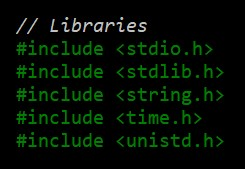 // Libraries
#include <stdio.h>
#include <stdlib.h>
#include <string.h>
#include <time.h>
#include <unistd.h>